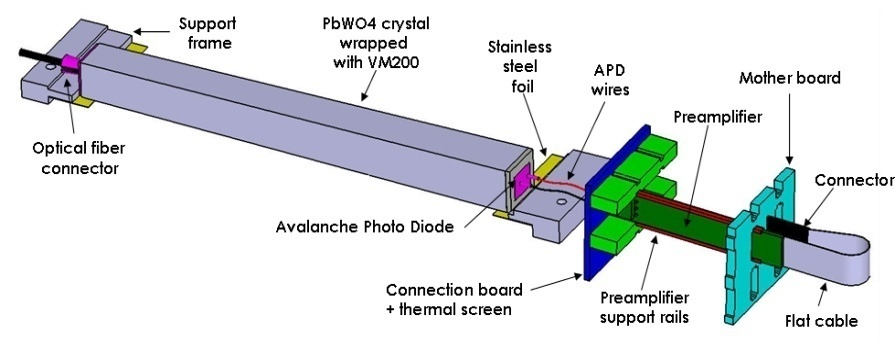 Support
frame
PbWO4 crystal
wrapped
with VM200
Stainless
steel
foil
APD
wires
Mother board
Preamplifier
Connector
Optical fiber
connector
Avalanche Photo Diode
Connection board
+ thermal screen
Preamplifier
support rails
Flat cable